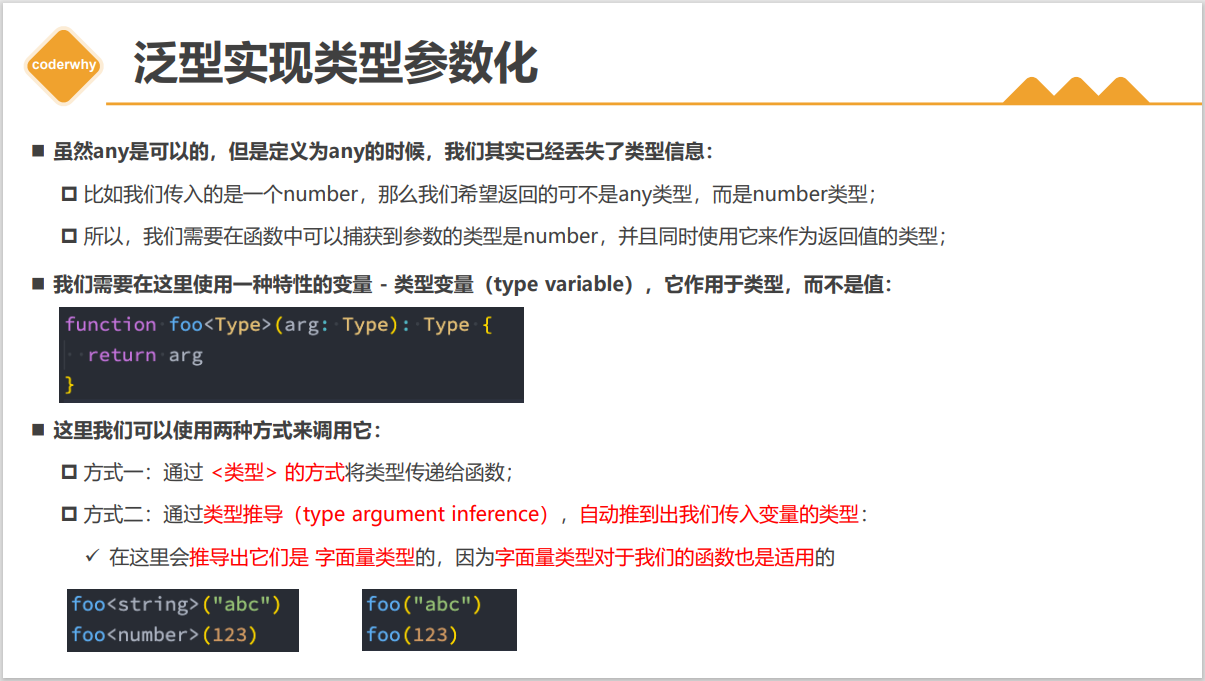 coderwhy
泛型实现类型参数化
虽然any是可以的，但是定义为any的时候，我们其实已经丢失了类型信息：
比如我们传入的是一个number，那么我们希望返回的可不是any类型，而是number类型；
所以，我们需要在函数中可以捕获到参数的类型是number，并且同时使用它来作为返回值的类型；
我们需要在这里使用一种特性的变量 - 类型变量（type variable），它作用于类型，而不是值：
function foo<Type>(arg: Type): Type {
  return arg
}
这里我们可以使用两种方式来调用它：
方式一：通过 <类型> 的方式将类型传递给函数；
方式二：通过类型推导（type argument inference），自动推到出我们传入变量的类型：
✓ 在这里会推导出它们是 字面量类型的，因为字面量类型对于我们的函数也是适用的
foo<string>("abc")
foo<number>(123)
foo("abc")
foo(123)